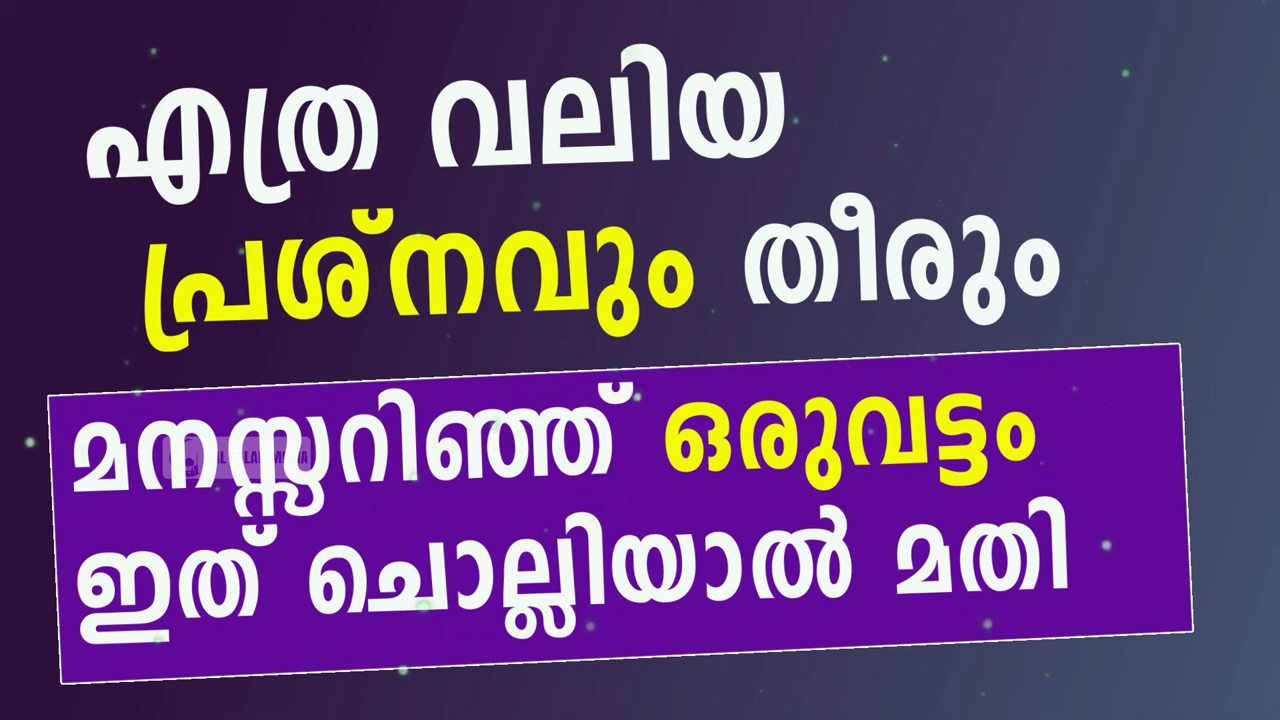 എത്ര വലിയ
പ്രശ്നവും തീരും
മനസ്സറിഞ്ഞ് ഒരുവട്ടം
ഇത് ചൊല്ലിയാൽ മതി